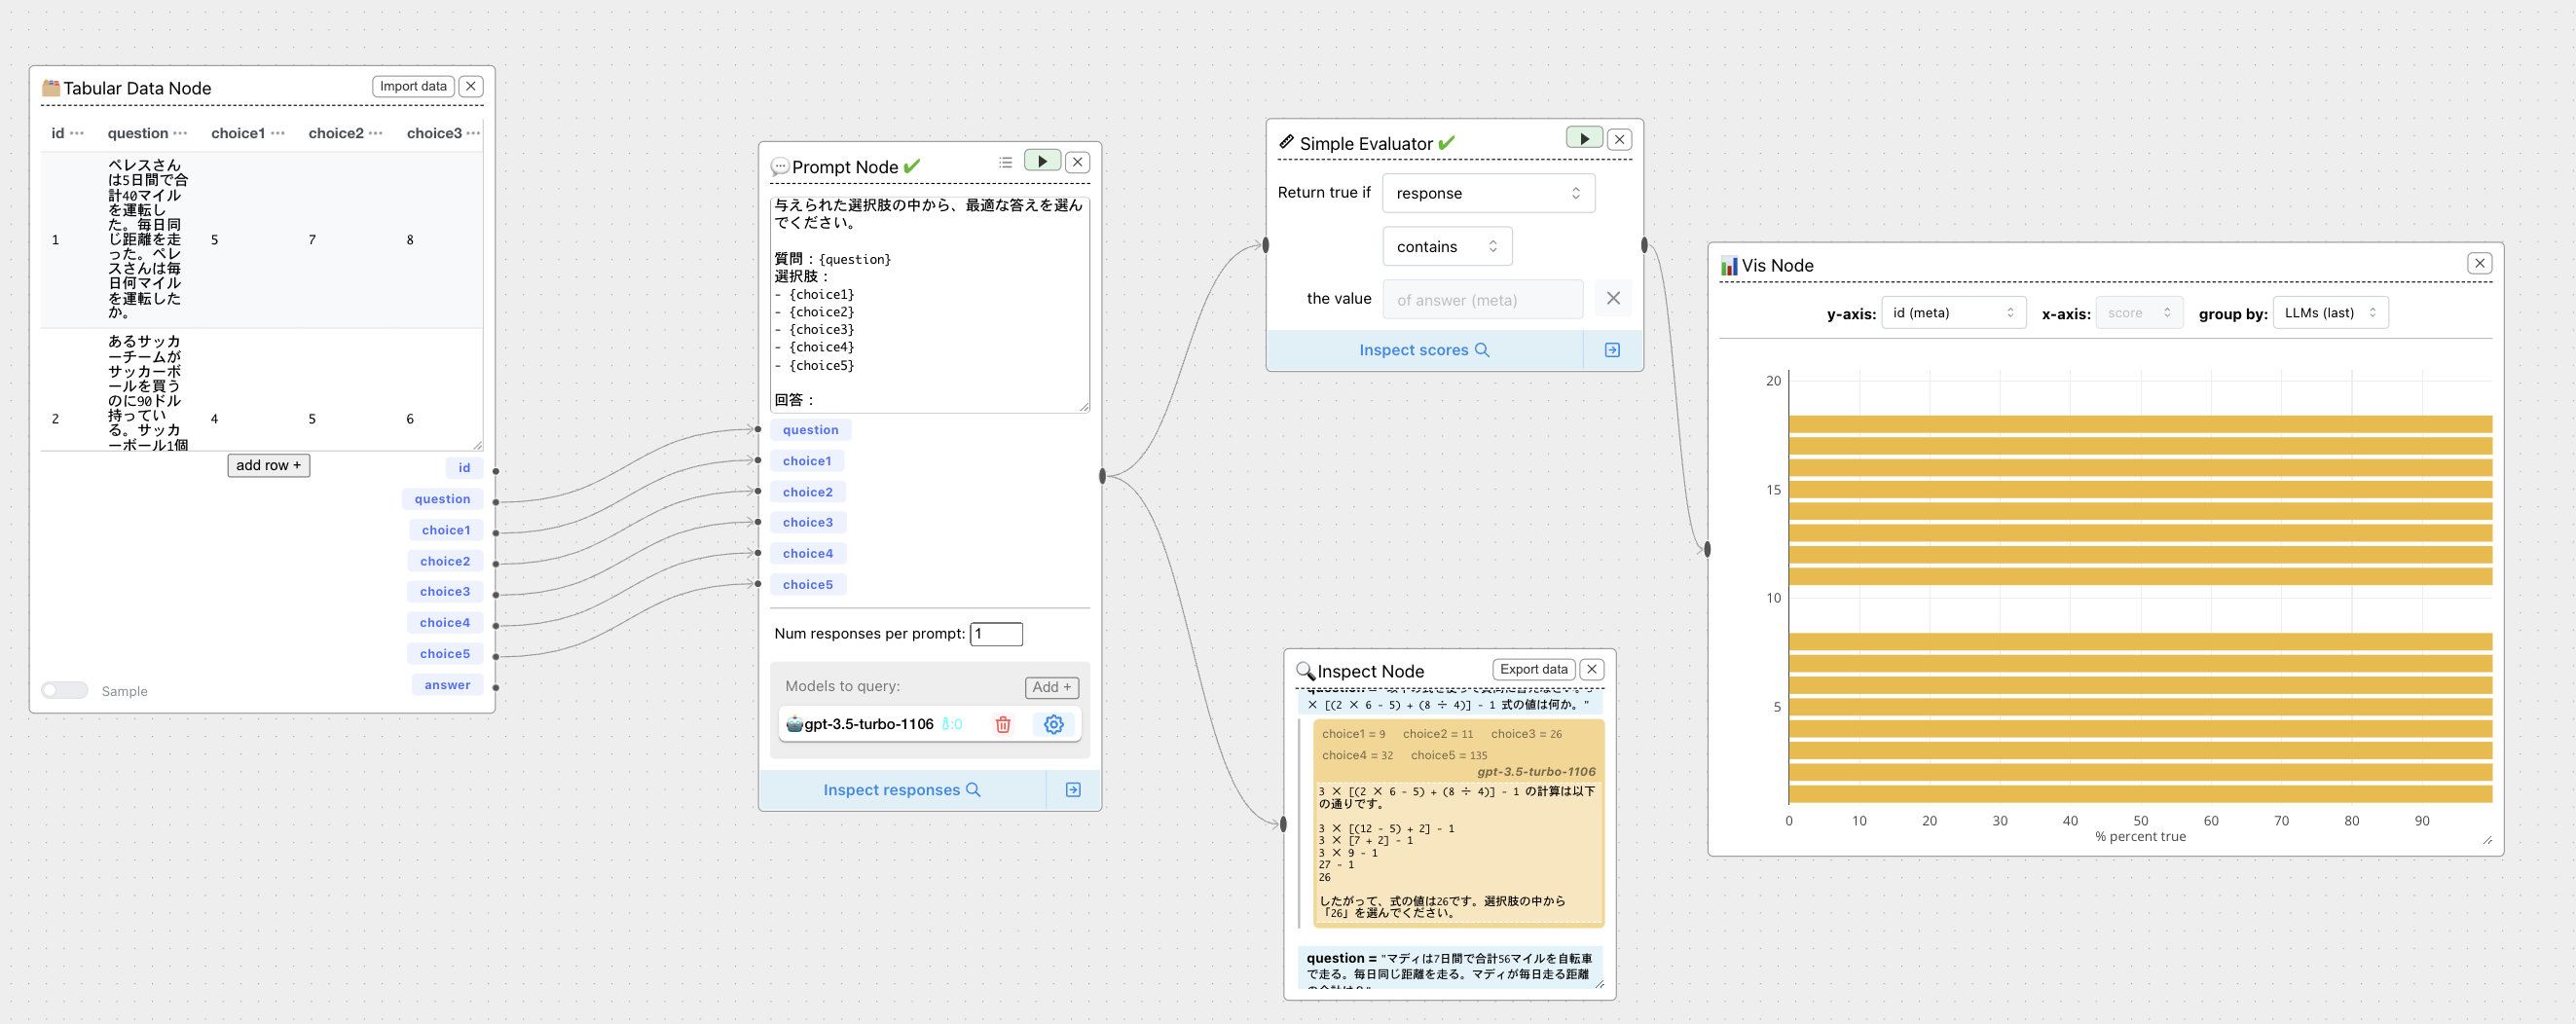 Tabular Data Node
Import data
id
question
choice1
choice2
choice3
1
ペレスさん
は5日間で合
計40マイル
を運転し
た。毎日同
じ距離を走
った。ペレ
スさんは毎
日何マイル
を運転した
か。
5
7
8
2
あるサッカ
ーチームが
サッカーボ
ールを買う
のに90ドル
持ってい
る。サッカ
ーボール1個
4
5
6
add row +
id
question
choice1
choice2
choice3
choice4
choice5
answer
Sample
Prompt Node
与えられた選択肢の中から、最適な答えを選ん
でください。
質問：{question}
選択肢：
- {choice1}
- {choice2}
- {choice3}
- {choice4}
- {choice5}
回答：
question
choice1
choice2
choice3
choice4
choice5
Num responses per prompt: 1
Models to query:
Add +
gpt-3.5-turbo-1106
:0
Inspect responses
Simple Evaluator
Return true if response
contains
the value of answer (meta)
Inspect scores
Inspect Node
Export data
× [(2 × 6 - 5) + (8 ÷ 4)] - 1 式の値は何か。"
choice1 = 9 choice2 = 11 choice3 = 26
choice4 = 32 choice5 = 135
gpt-3.5-turbo-1106
3 × [(2 × 6 - 5) + (8 ÷ 4)] - 1 の計算は以下
の通りです。
3 × [(12 - 5) + 2] - 1
3 × [7 + 2] - 1
3 × 9 - 1
27 - 1
26
したがって、式の値は26です。選択肢の中から
「26」を選んでください。
question = "マディは7日間で合計56マイルを自転車
で走る。毎日同じ距離を走る。マディが毎日走る距離
Vis Node
y-axis: id (meta) x-axis: score group by: LLMs (last)
20
15
10
5
0 10 20 30 40 50 60 70 80 90
% percent true